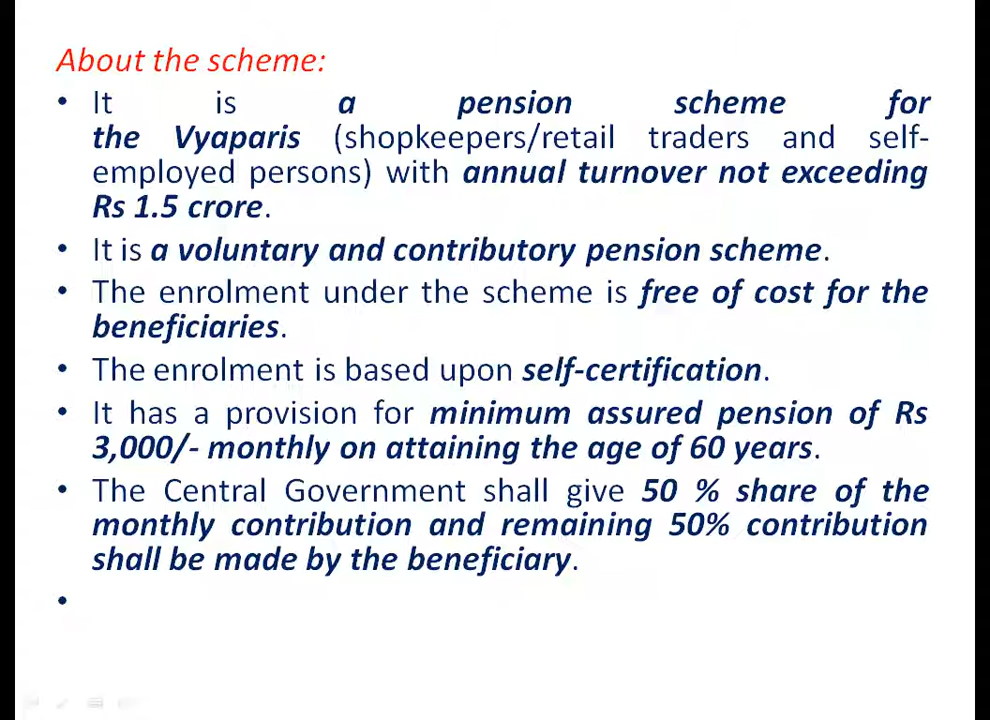 About the scheme:
• It is a pension scheme for
the Vyaparis (shopkeepers/retail traders and self-
employed persons) with annual turnover not exceeding
Rs 1.5 crore.
• It is a voluntary and contributory pension scheme.
• The enrolment under the scheme is free of cost for the
beneficiaries.
• The enrolment is based upon self-certification.
• It has a provision for minimum assured pension of Rs
3,000/- monthly on attaining the age of 60 years.
• The Central Government shall give 50 % share of the
monthly contribution and remaining 50% contribution
shall be made by the beneficiary.
•